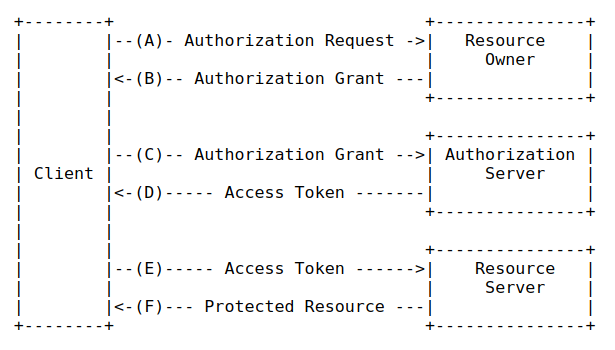 +--------+                               +---------------+
|        |--(A)- Authorization Request ->|   Resource    |
|        |                               |     Owner     |
|        |<-(B)-- Authorization Grant ---|               |
|        |                               +---------------+
|        |
|        |                               +---------------+
|        |--(C)-- Authorization Grant -->| Authorization |
| Client |                               |     Server    |
|        |<-(D)----- Access Token -------|               |
|        |                               +---------------+
|        |
|        |                               +---------------+
|        |--(E)----- Access Token ------>|    Resource   |
|        |                               |     Server    |
|        |<-(F)--- Protected Resource ---|               |
+--------+                               +---------------+